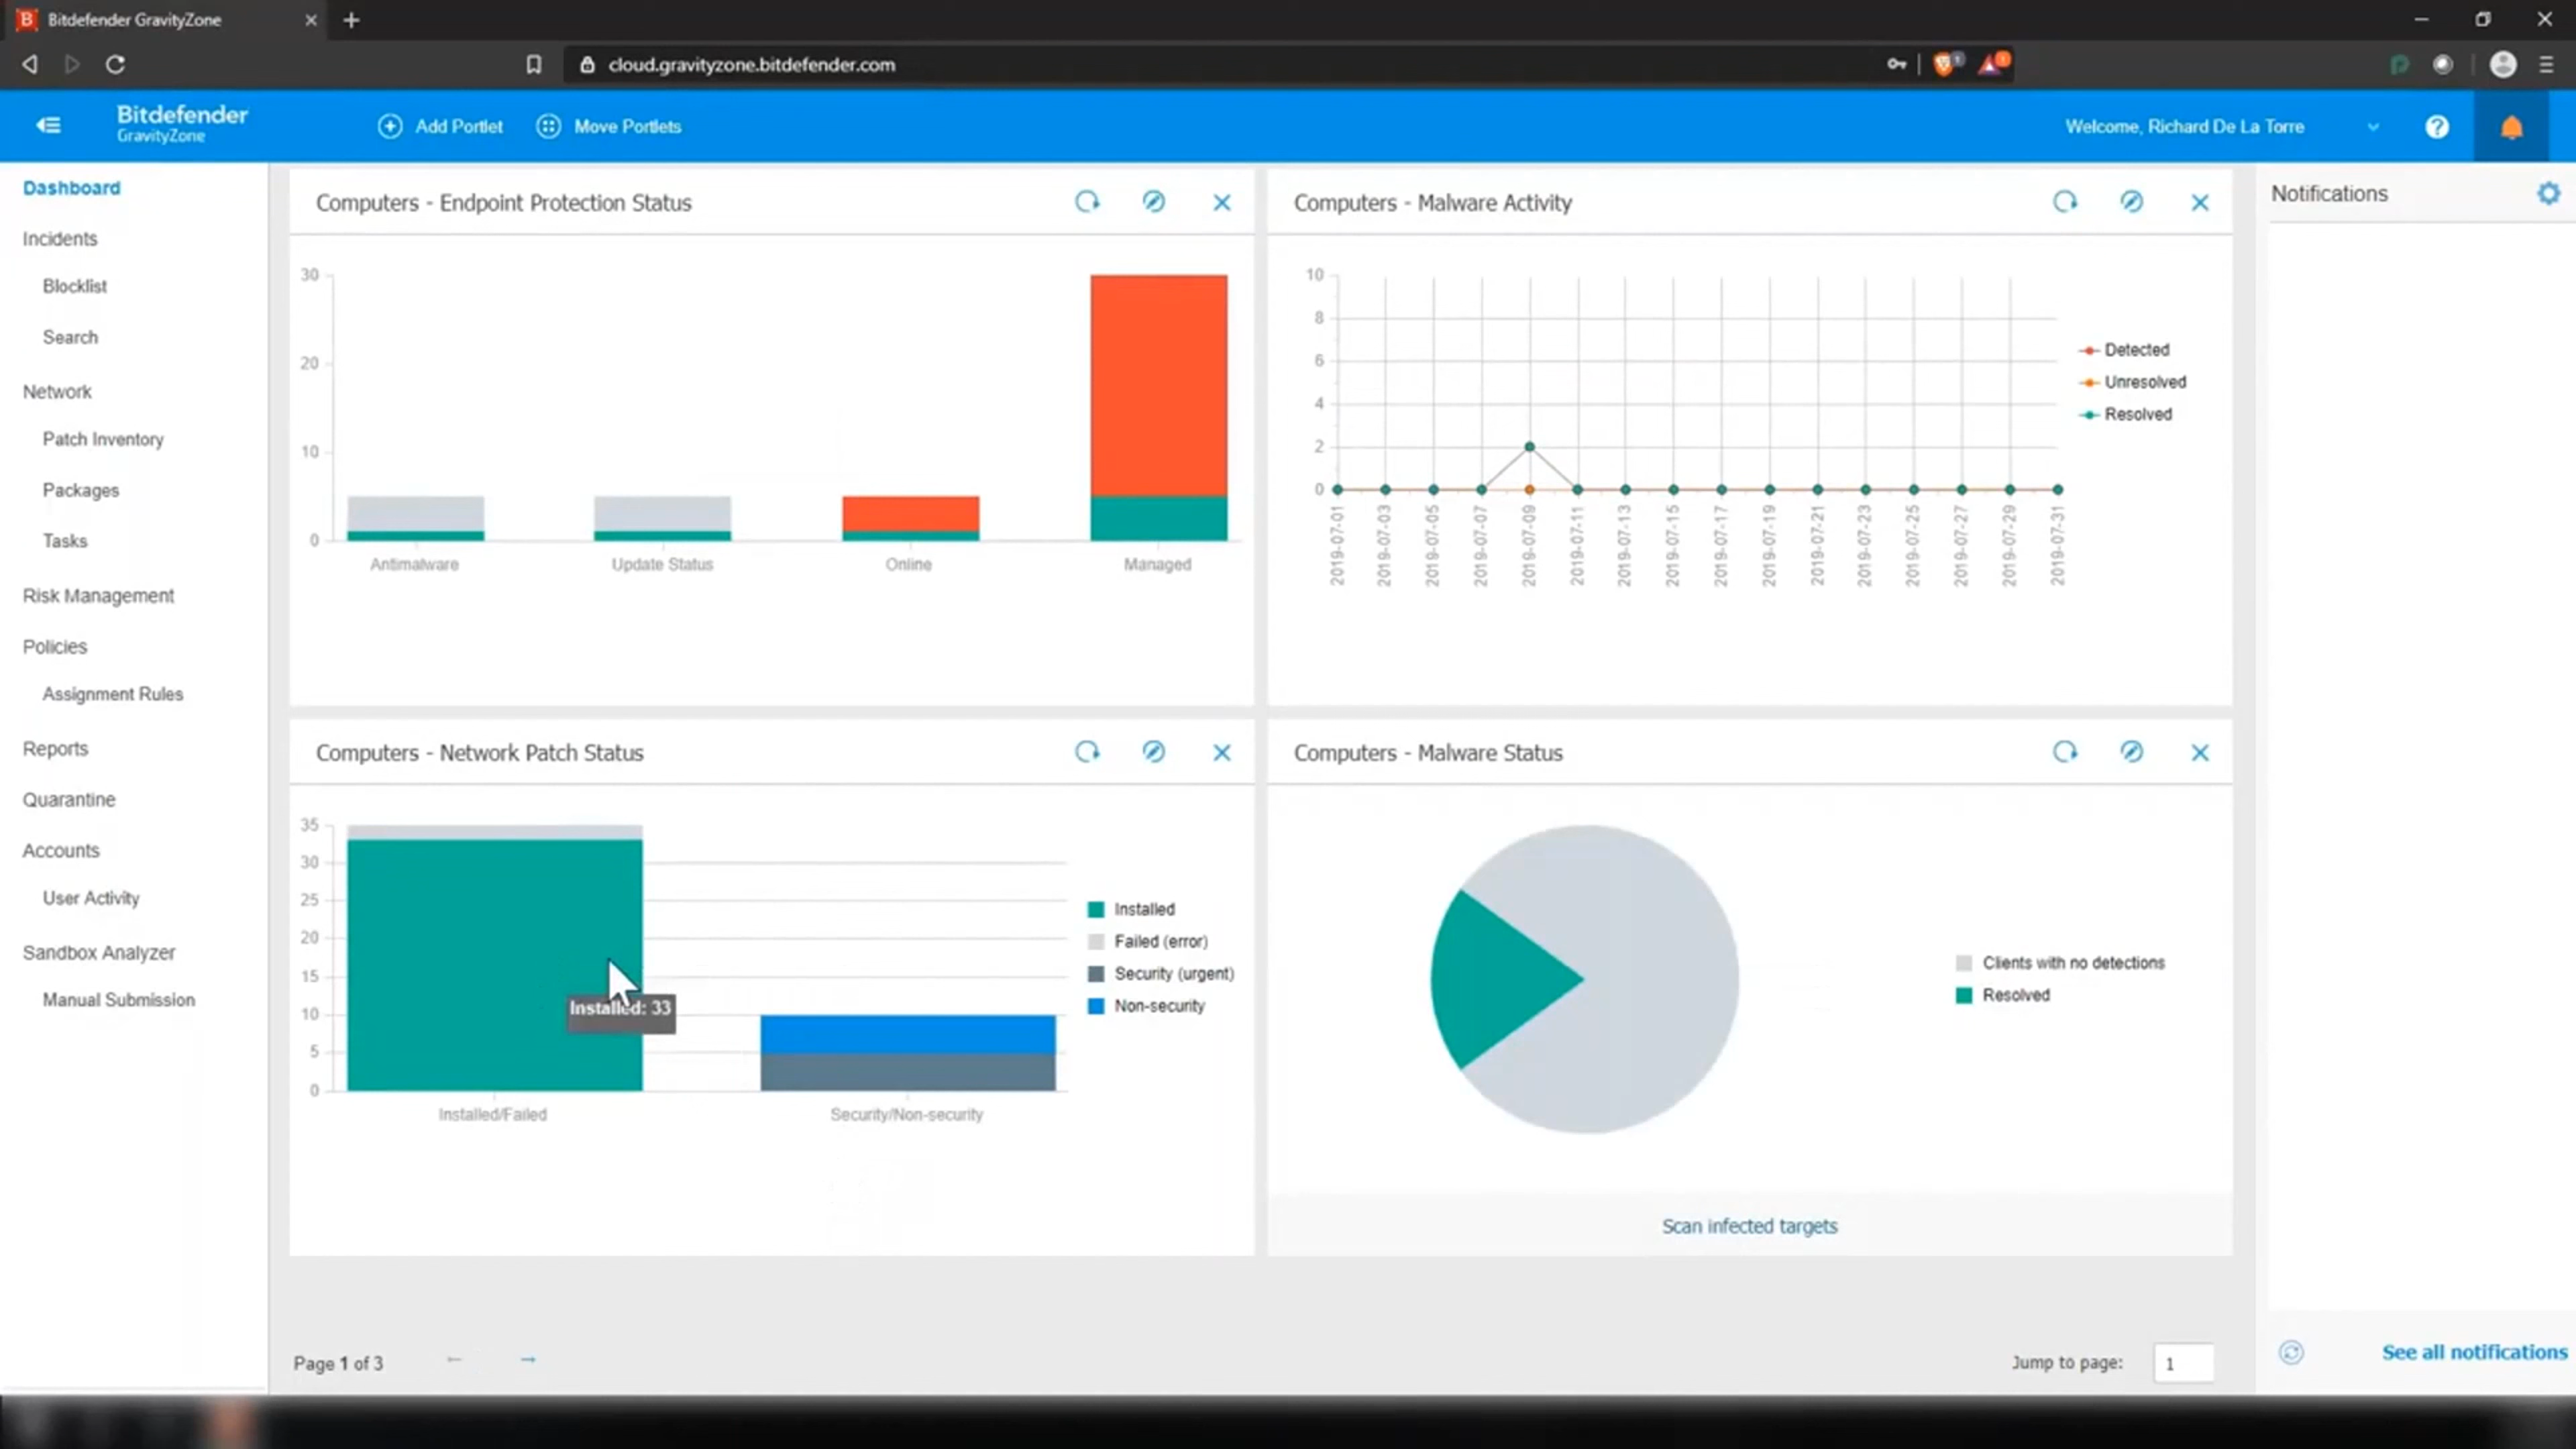 Bitdefender GravityZone
cloud.gravityzone.bitdefender.com
Bitdefender
GravityZone
Add Portlet
Move Portlets
Welcome, Richard De La Torre
Dashboard
Incidents
Blocklist
Search
Network
Patch Inventory
Packages
Tasks
Risk Management
Policies
Assignment Rules
Reports
Quarantine
Accounts
User Activity
Sandbox Analyzer
Manual Submission
Computers - Endpoint Protection Status
30
20
10
0
Antimalware
Update Status
Online
Managed
Computers - Malware Activity
10
8
6
4
2
0
2019-07-01
2019-07-03
2019-07-05
2019-07-07
2019-07-09
2019-07-11
2019-07-13
2019-07-15
2019-07-17
2019-07-19
2019-07-21
2019-07-23
2019-07-25
2019-07-27
2019-07-29
2019-07-31
Detected
Unresolved
Resolved
Computers - Network Patch Status
35
30
25
20
15
10
5
0
Installed: 33
Installed/Failed
Security/Non-security
Installed
Failed (error)
Security (urgent)
Non-security
Computers - Malware Status
Clients with no detections
Resolved
Scan infected targets
Page 1 of 3
Jump to page:
1
Notifications
See all notifications